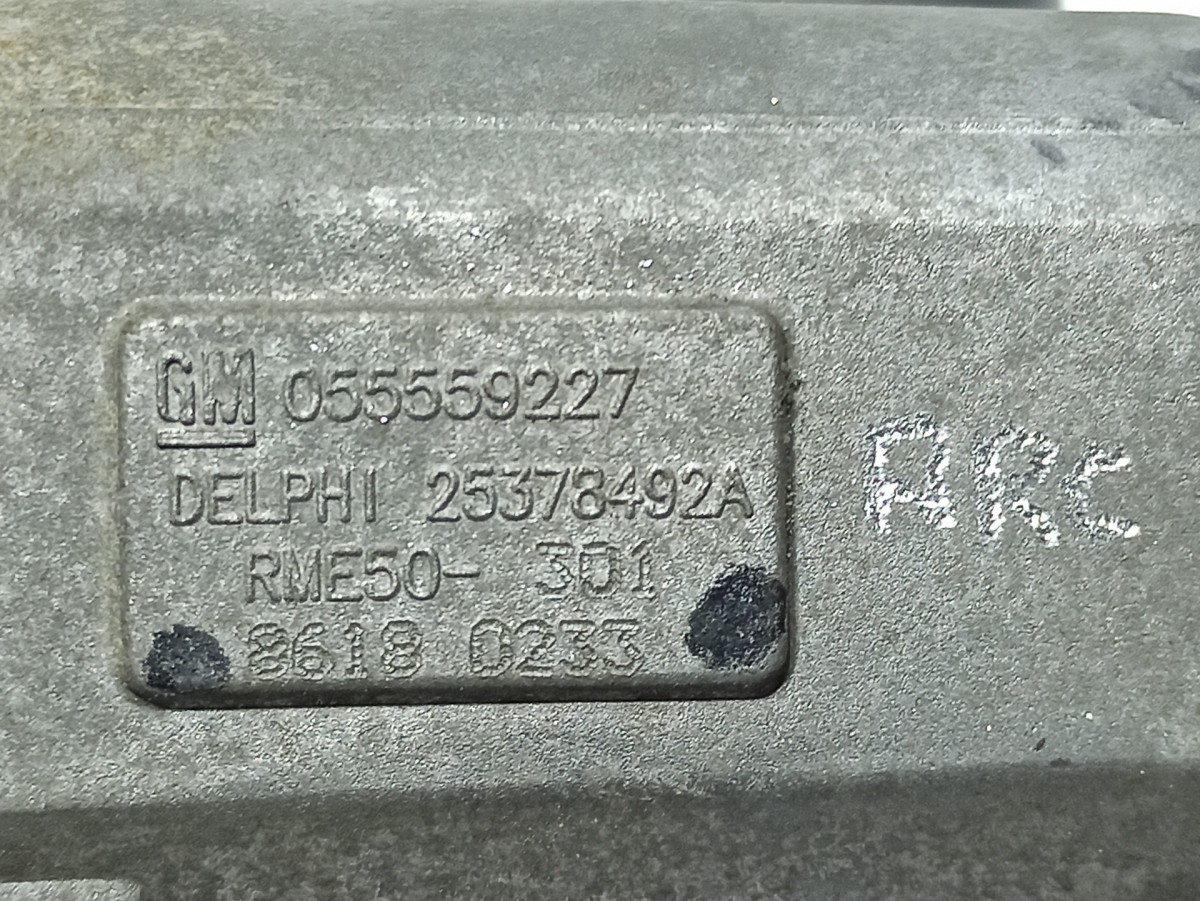 GM 055559227
DELPHI 25378492A
RME50- 301
8618 0233
ARC